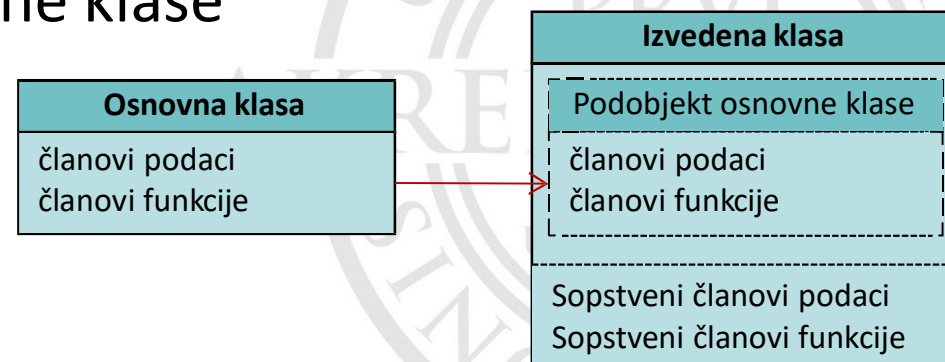 ne klase
Osnovna klasa
članovi podaci
članovi funkcije
Izvedena klasa
Podobjekt osnovne klase
članovi podaci
članovi funkcije
Sopstveni članovi podaci
Sopstveni članovi funkcije